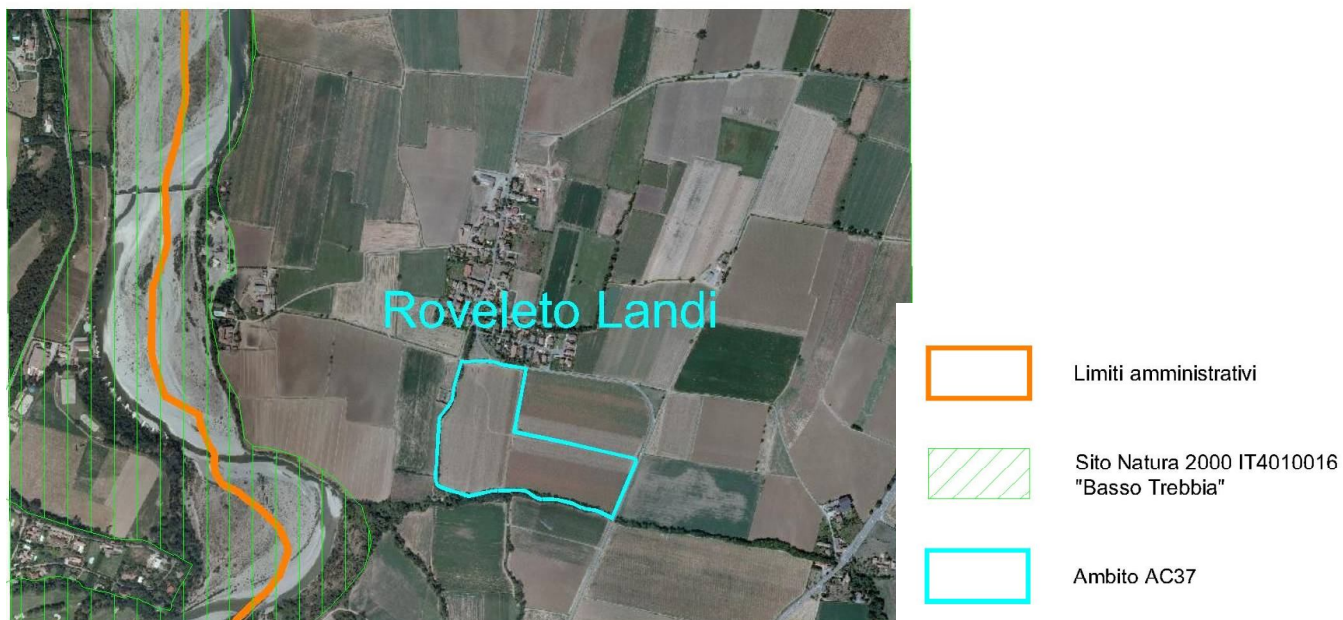 Roveleto Landi
Limiti amministrativi
Sito Natura 2000 IT4010016
"Basso Trebbia"
Ambito AC37